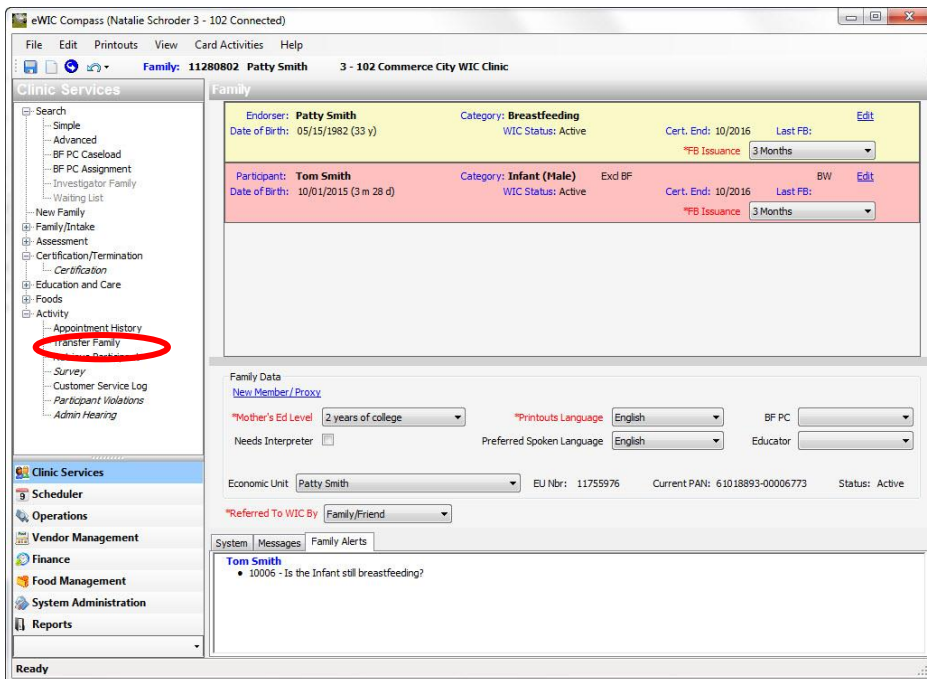 eWIC Compass (Natalie Schroder 3 - 102 Connected)
File Edit Printouts View Card Activities Help
Family: 11280802 Patty Smith 3 - 102 Commerce City WIC Clinic
Clinic Services
Search
Simple
Advanced
BF PC Caseload
BF PC Assignment
Investigator Family
Waiting List
New Family
Family/Intake
Assessment
Certification/Termination
Certification
Education and Care
Foods
Activity
Appointment History
Transfer Family
Participant
Survey
Customer Service Log
Participant Violations
Admin Hearing
Clinic Services
9 Scheduler
Operations
Vendor Management
Finance
Food Management
System Administration
Reports
Family
Endorser: Patty Smith Category: Breastfeeding Edit
Date of Birth: 05/15/1982 (33 y) WIC Status: Active Cert. End: 10/2016 Last FB:
*FB Issuance 3 Months
Participant: Tom Smith Category: Infant (Male) Excl BF BW Edit
Date of Birth: 10/01/2015 (3 m 28 d) WIC Status: Active Cert. End: 10/2016 Last FB:
*FB Issuance 3 Months
Family Data
New Member/Proxy
*Mother's Ed Level 2 years of college *Printouts Language English BF PC
Needs Interpreter Preferred Spoken Language English Educator
Economic Unit Patty Smith EU Nbr: 11755976 Current PAN: 61018893-00006773 Status: Active
*Referred To WIC By Family/Friend
System Messages Family Alerts
Tom Smith
• 10006 - Is the Infant still breastfeeding?
Ready